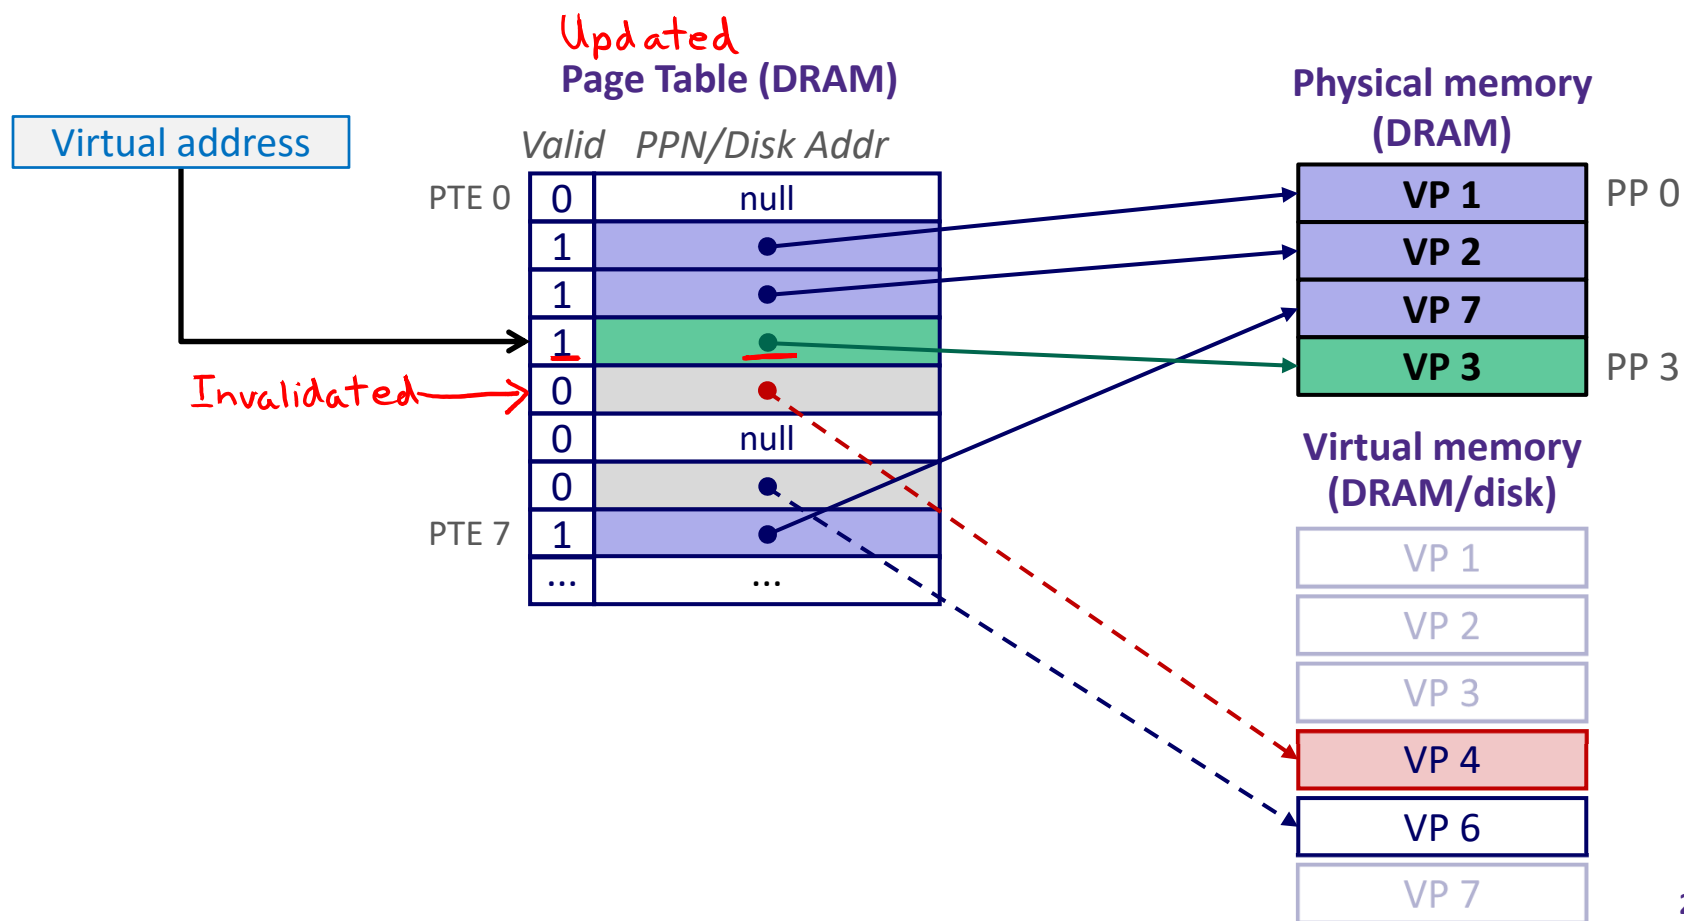 Updated
Page Table (DRAM)
Physical memory
(DRAM)
Virtual address
Valid PPN/Disk Addr
PTE 0 0 null
VP 1 PP 0
1
VP 2
1
VP 7
1
VP 3 PP 3
Invalidated 0
0 null
Virtual memory
(DRAM/disk)
0
PTE 7 1
VP 1
... ...
VP 2
VP 3
VP 4
VP 6
VP 7